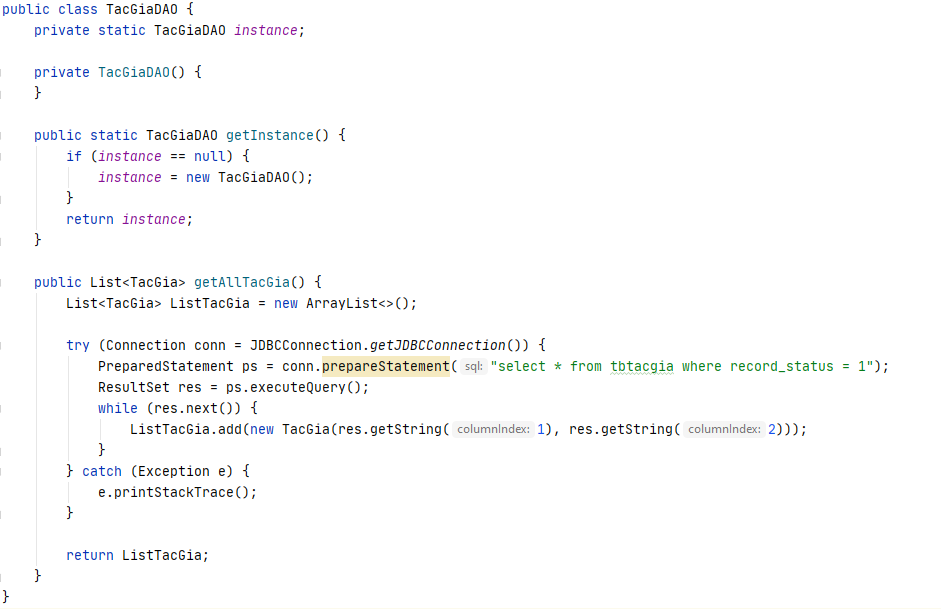 public class TacGiaDAO {
    private static TacGiaDAO instance;

    private TacGiaDAO() {
    }

    public static TacGiaDAO getInstance() {
        if (instance == null) {
            instance = new TacGiaDAO();
        }
        return instance;
    }

    public List<TacGia> getAllTacGia() {
        List<TacGia> ListTacGia = new ArrayList<>();

        try (Connection conn = JDBCConnection.getJDBCConnection()) {
            PreparedStatement ps = conn.prepareStatement( sql: "select * from tbtacgia where record_status = 1");
            ResultSet res = ps.executeQuery();
            while (res.next()) {
                ListTacGia.add(new TacGia(res.getString( columnIndex: 1), res.getString( columnIndex: 2)));
            }
        } catch (Exception e) {
            e.printStackTrace();
        }

        return ListTacGia;
    }
}